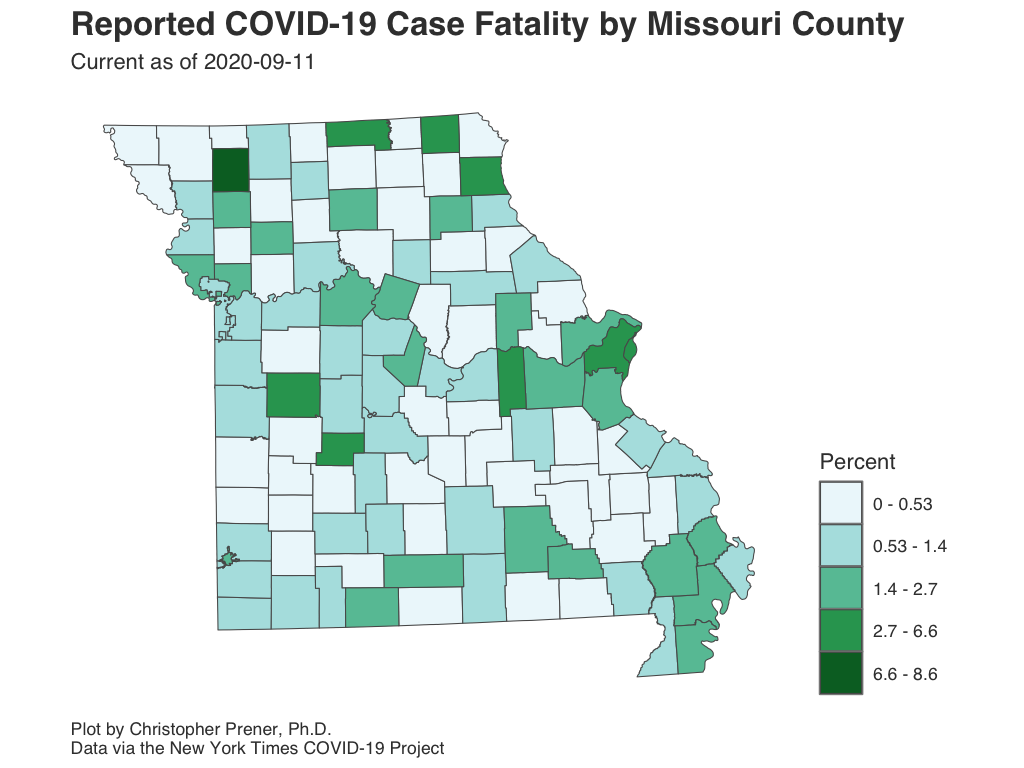 Reported COVID-19 Case Fatality by Missouri County
Current as of 2020-09-11
Percent
0 - 0.53
0.53 - 1.4
1.4 - 2.7
2.7 - 6.6
6.6 - 8.6
Plot by Christopher Prener, Ph.D.
Data via the New York Times COVID-19 Project